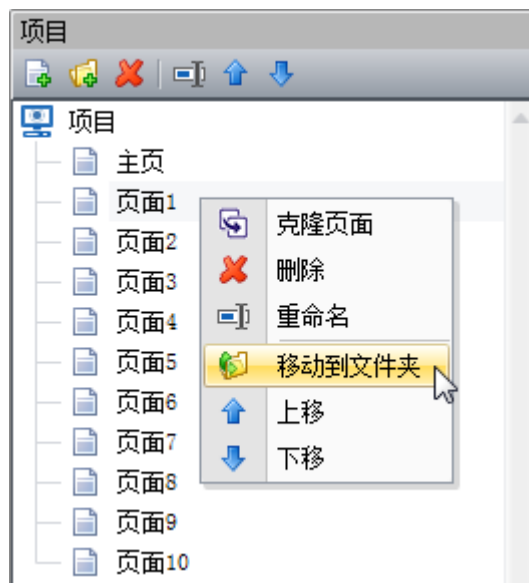 项目
项目
主页
页面1
页面2
页面3
页面4
页面5
页面6
页面7
页面8
页面9
页面10
克隆页面
删除
重命名
移动到文件夹
上移
下移